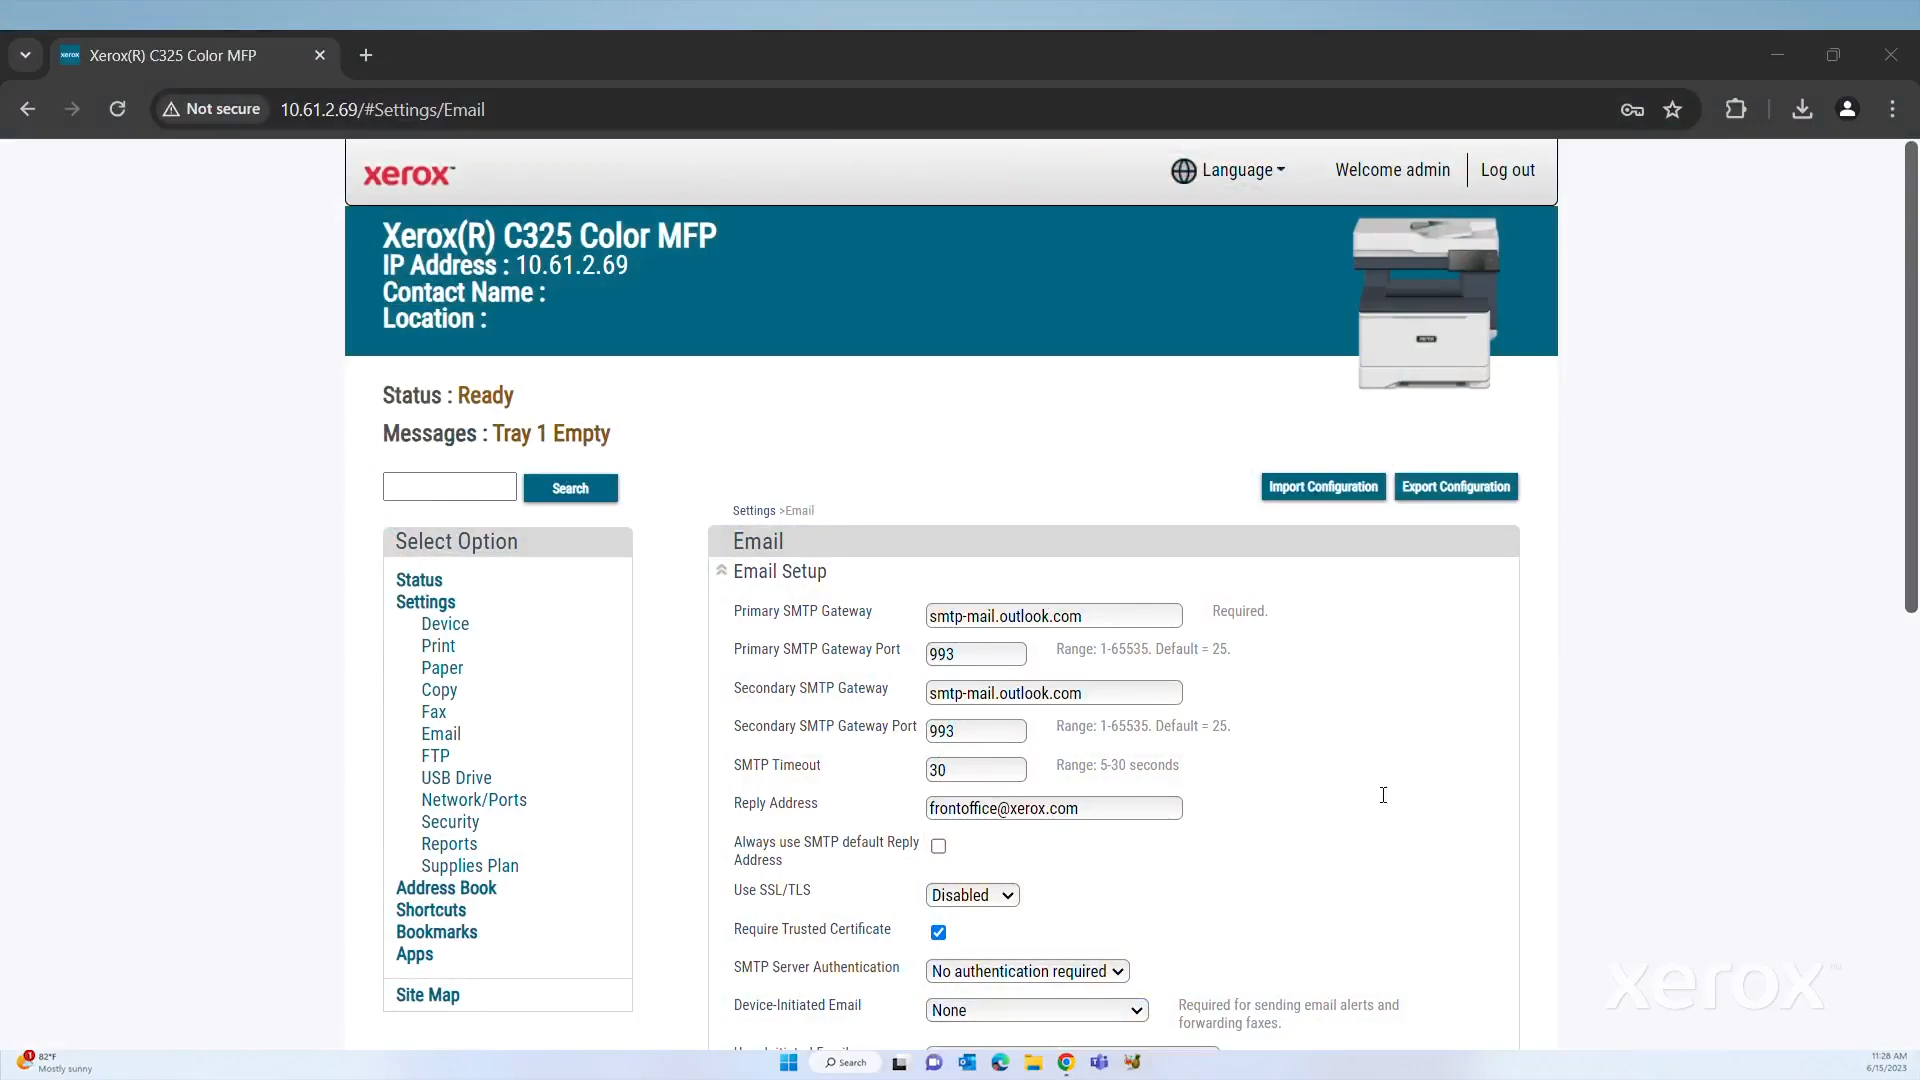 xerox
Xerox(R) C325 Color MFP
Not secure
10.61.2.69/#Settings/Email
xerox™
Language
Welcome admin
Log out
Xerox(R) C325 Color MFP
IP Address : 10.61.2.69
Contact Name :
Location :
Status : Ready
Messages : Tray 1 Empty
Search
Import Configuration
Export Configuration
Settings >Email
Select Option
Status
Settings
Device
Print
Paper
Copy
Fax
Email
FTP
USB Drive
Network/Ports
Security
Reports
Supplies Plan
Address Book
Shortcuts
Bookmarks
Apps
Site Map
Email
Email Setup
Primary SMTP Gateway smtp-mail.outlook.com Required.
Primary SMTP Gateway Port 993 Range: 1-65535. Default = 25.
Secondary SMTP Gateway smtp-mail.outlook.com
Secondary SMTP Gateway Port 993 Range: 1-65535. Default = 25.
SMTP Timeout 30 Range: 5-30 seconds
Reply Address frontoffice@xerox.com
Always use SMTP default Reply
Address
Use SSL/TLS Disabled
Require Trusted Certificate
SMTP Server Authentication No authentication required
Device-Initiated Email None Required for sending email alerts and
forwarding faxes.
xerox™
1
82°F
Mostly sunny
Search
11:28 AM
6/15/2023